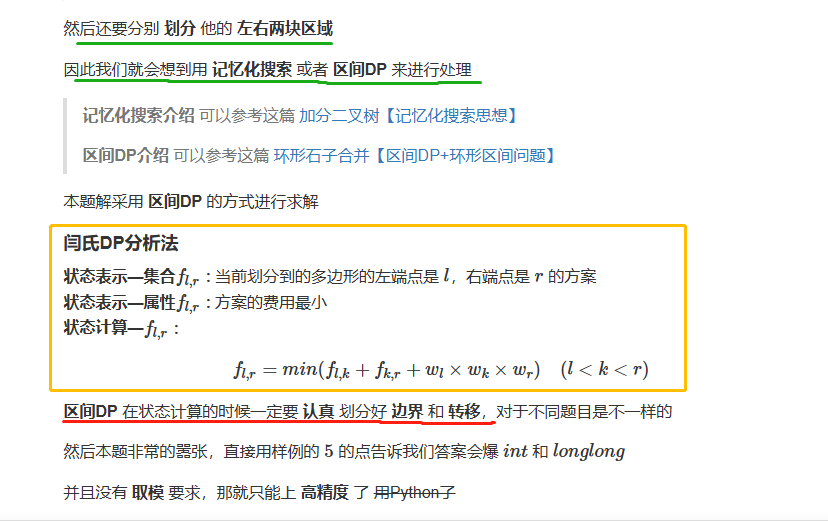 然后还要分别 划分 他的 左右两块区域
因此我们就会想到用 记忆化搜索 或者 区间DP 来进行处理
记忆化搜索介绍 可以参考这篇 加分二叉树【记忆化搜索思想】
区间DP介绍 可以参考这篇 环形石子合并【区间DP+环形区间问题】
本题解采用 区间DP 的方式进行求解
闫氏DP分析法
状态表示—集合f_{l,r}：当前划分到的多边形的左端点是 l，右端点是 r 的方案
状态表示—属性f_{l,r}：方案的费用最小
状态计算—f_{l,r}：
f_{l,r} = min(f_{l,k} + f_{k,r} + w_l × w_k × w_r) (l < k < r)
区间DP 在状态计算的时候一定要 认真 划分好 边界 和 转移，对于不同题目是不一样的
然后本题非常的嚣张，直接用样例的 5 的点告诉我们答案会爆 int 和 longlong
并且没有 取模 要求，那就只能上 高精度 了 用Python了